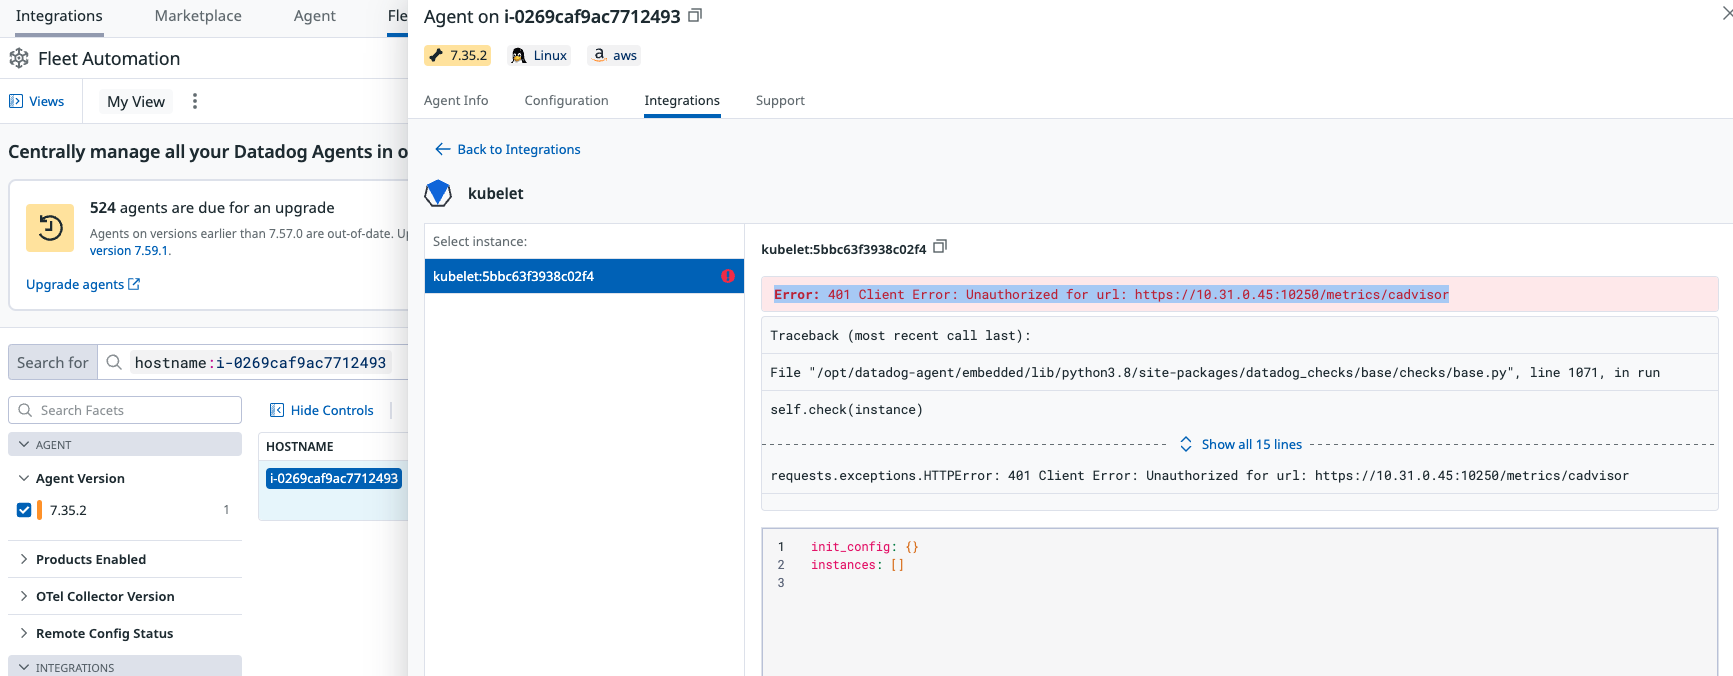 Integrations Marketplace Agent Fle
Fleet Automation
Views My View
Centrally manage all your Datadog Agents in o
524 agents are due for an upgrade
Agents on versions earlier than 7.57.0 are out-of-date. Up
version 7.59.1.
Upgrade agents
Search for hostname:i-0269caf9ac7712493
Search Facets
Hide Controls
AGENT
HOSTNAME
Agent Version
i-0269caf9ac7712493
7.35.2 1
Products Enabled
OTel Collector Version
Remote Config Status
INTEGRATIONS
Agent on i-0269caf9ac7712493
7.35.2 Linux aws
Agent Info Configuration Integrations Support
Back to Integrations
kubelet
Select instance:
kubelet:5bbc63f3938c02f4
kubelet:5bbc63f3938c02f4
Error: 401 Client Error: Unauthorized for url: https://10.31.0.45:10250/metrics/cadvisor
Traceback (most recent call last):
File "/opt/datadog-agent/embedded/lib/python3.8/site-packages/datadog_checks/base/checks/base.py", line 1071, in run
self.check(instance)
Show all 15 lines
requests.exceptions.HTTPError: 401 Client Error: Unauthorized for url: https://10.31.0.45:10250/metrics/cadvisor
1 init_config: {}
2 instances: []
3